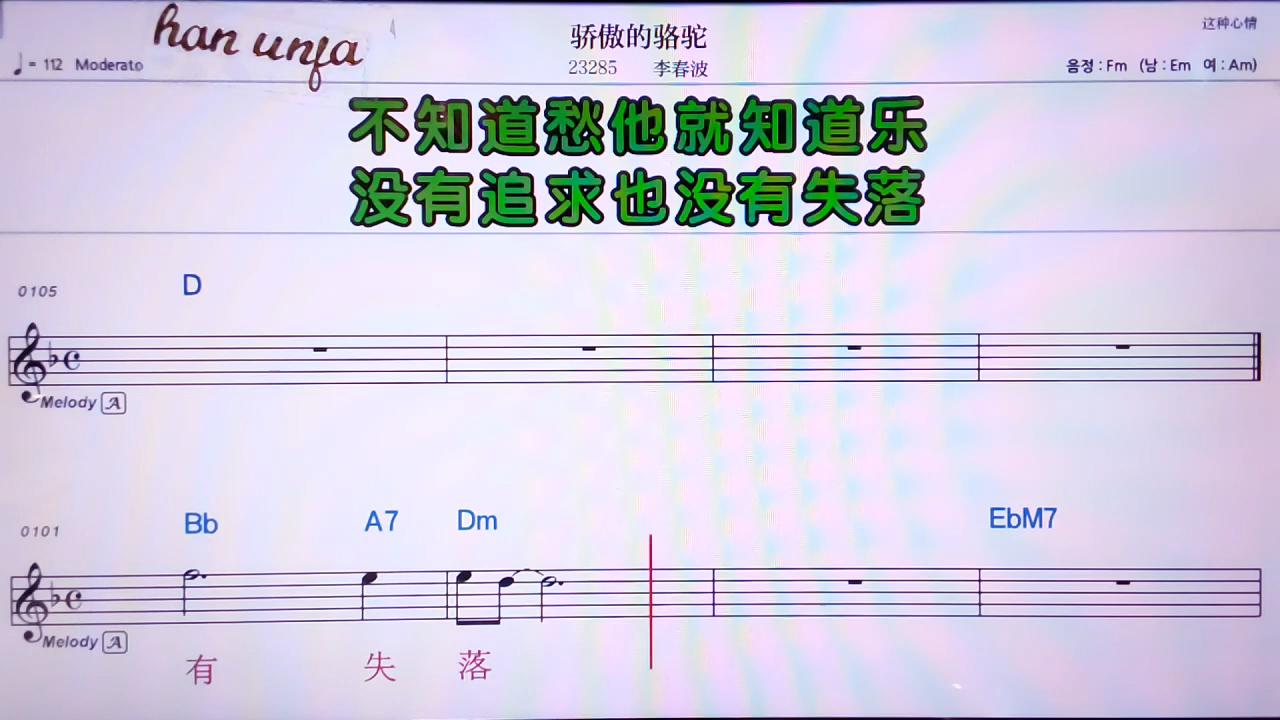 han unfa
骄傲的骆驼
这种心情
♩= 112 Moderato
23285 李春波
음정 : Fm (남 : Em 여 : Am)
不知道愁他就知道乐
没有追求也没有失落
0105
D
Melody A
0101
Bb A7 Dm EbM7
Melody A
有 失 落